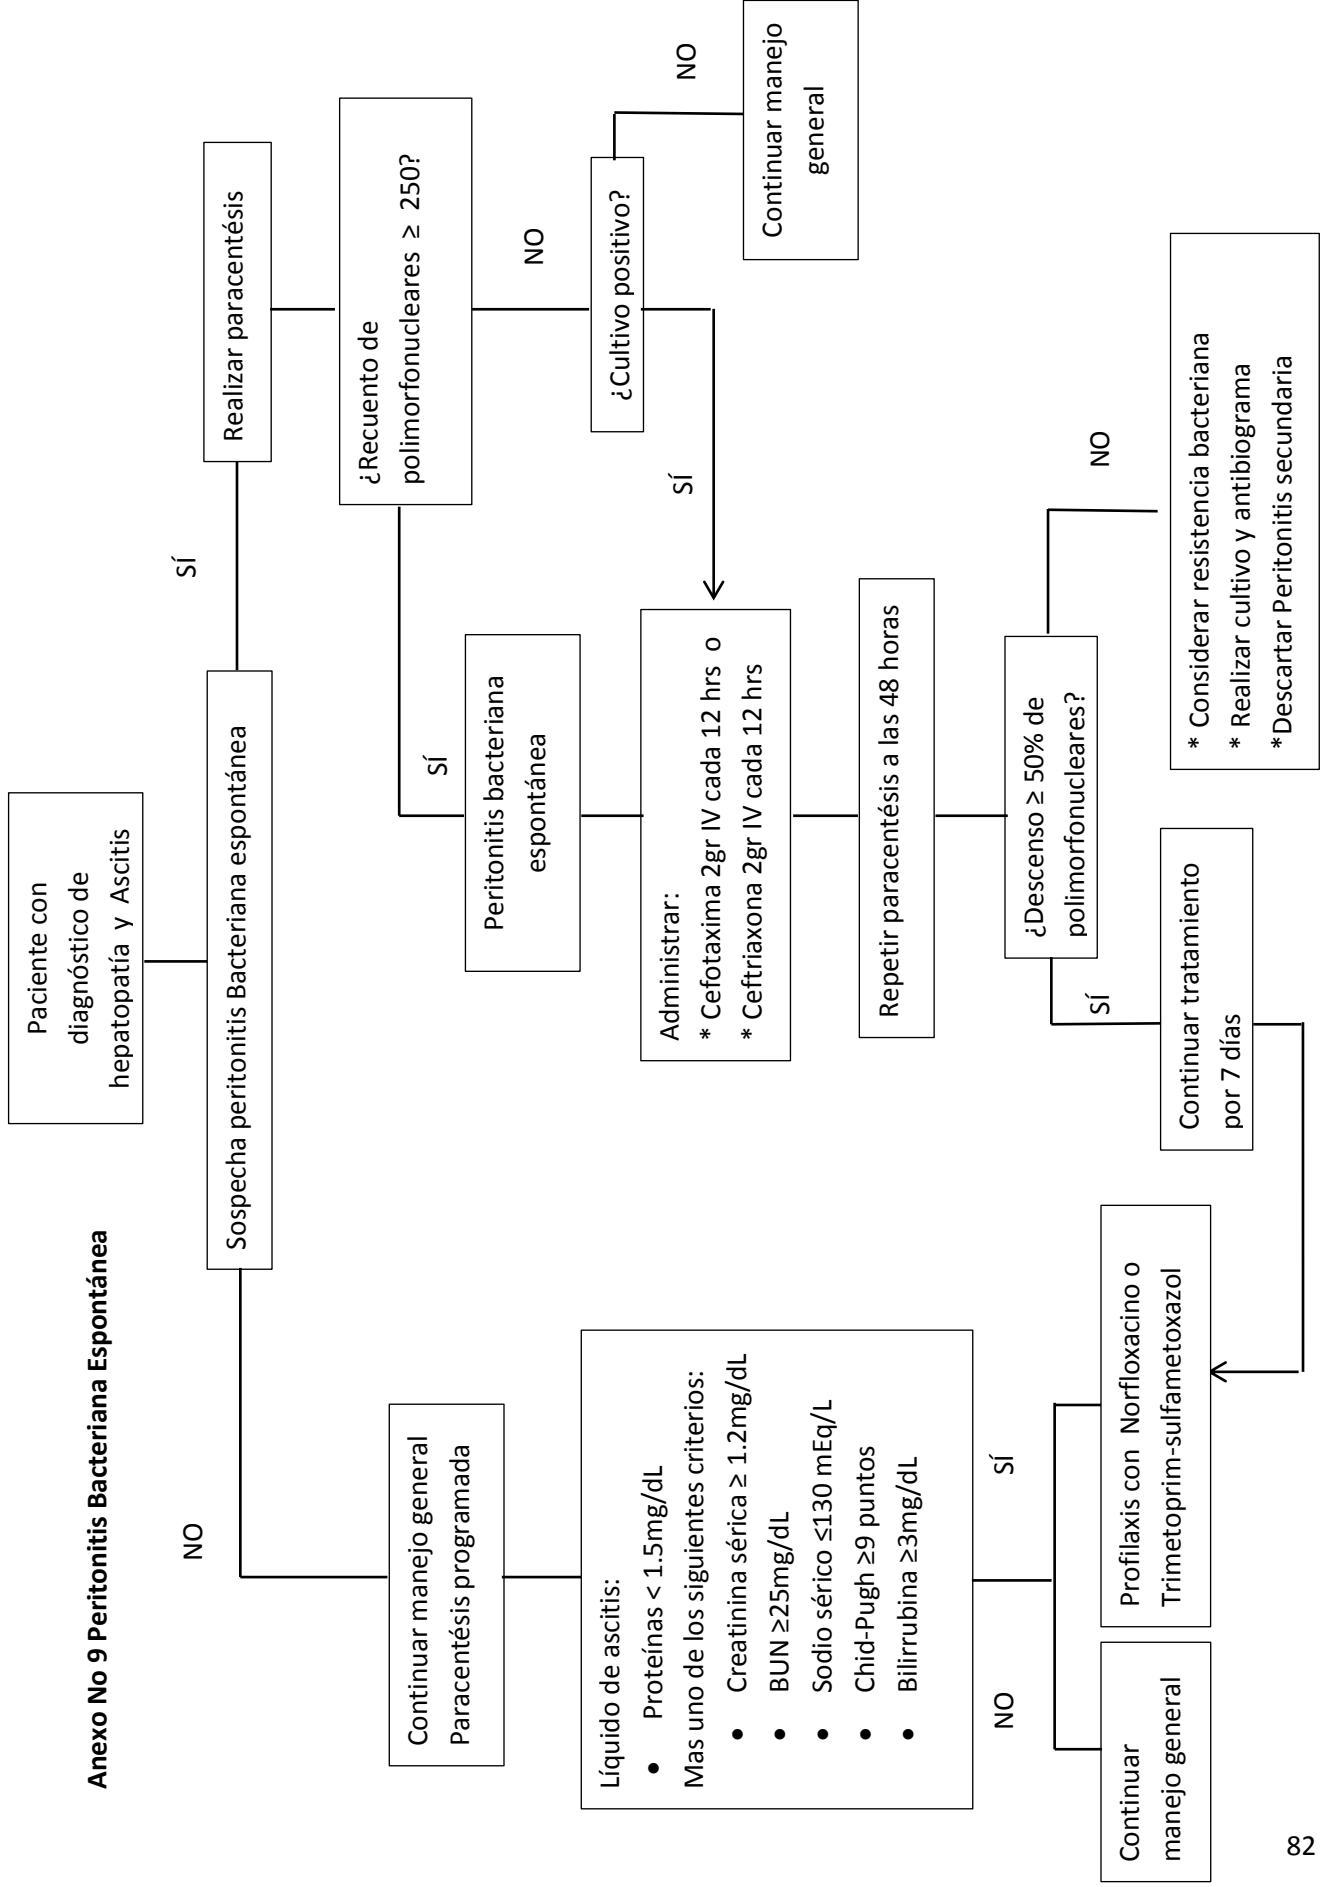 Anexo No 9 Peritonitis Bacteriana Espontánea
Paciente con
diagnóstico de
hepatopatía y Ascitis
Sospecha peritonitis Bacteriana espontánea
NO
SÍ
Continuar manejo general
Paracentésis programada
Líquido de ascitis:
• Proteínas < 1.5mg/dL
Mas uno de los siguientes criterios:
• Creatinina sérica ≥ 1.2mg/dL
• BUN ≥25mg/dL
• Sodio sérico ≤130 mEq/L
• Chid-Pugh ≥9 puntos
• Bilirrubina ≥3mg/dL
NO
SÍ
Continuar
manejo general
Profilaxis con Norfloxacino o
Trimetoprim-sulfametoxazol
Realizar paracentésis
¿Recuento de
polimorfonucleares ≥ 250?
SÍ
NO
Peritonitis bacteriana
espontánea
¿Cultivo positivo?
SÍ
NO
Continuar manejo
general
Administrar:
* Cefotaxima 2gr IV cada 12 hrs o
* Ceftriaxona 2gr IV cada 12 hrs
Repetir paracentésis a las 48 horas
¿Descenso ≥ 50% de
polimorfonucleares?
SÍ
NO
Continuar tratamiento
por 7 días
* Considerar resistencia bacteriana
* Realizar cultivo y antibiograma
*Descartar Peritonitis secundaria
82